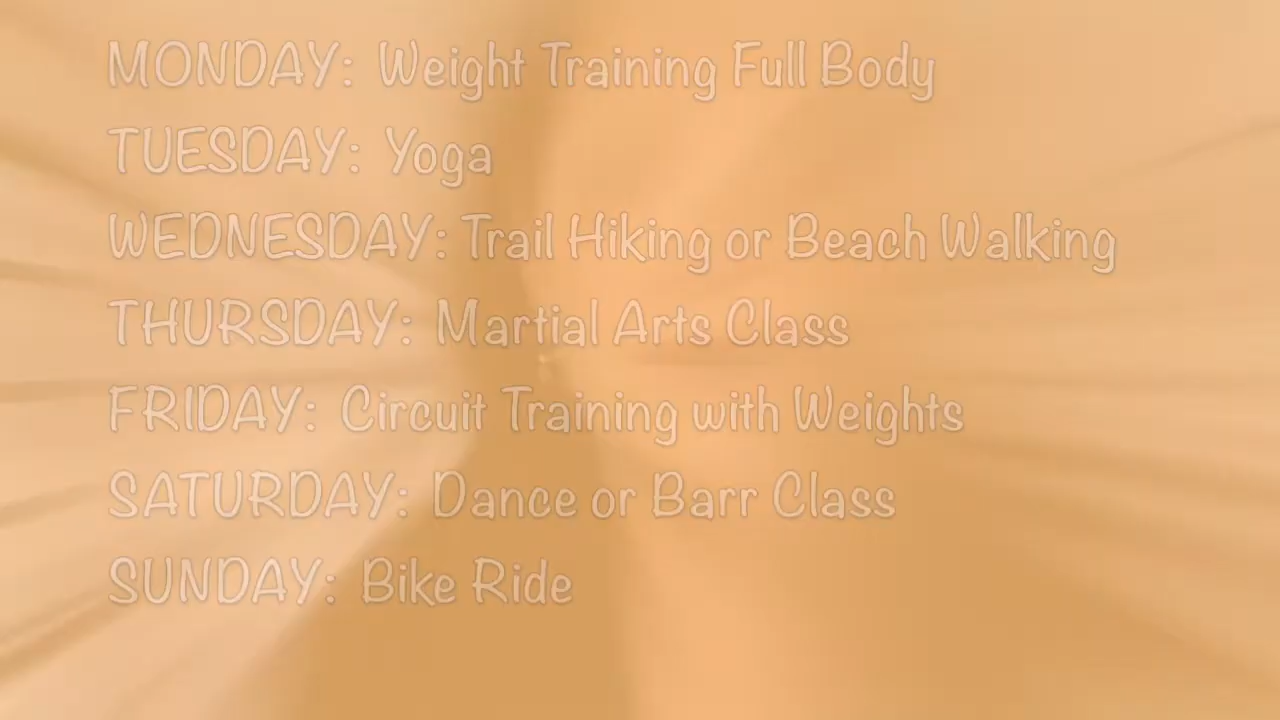 MONDAY: Weight Training Full Body
TUESDAY: Yoga
WEDNESDAY: Trail Hiking or Beach Walking
THURSDAY: Martial Arts Class
FRIDAY: Circuit Training with Weights
SATURDAY: Dance or Barr Class
SUNDAY: Bike Ride